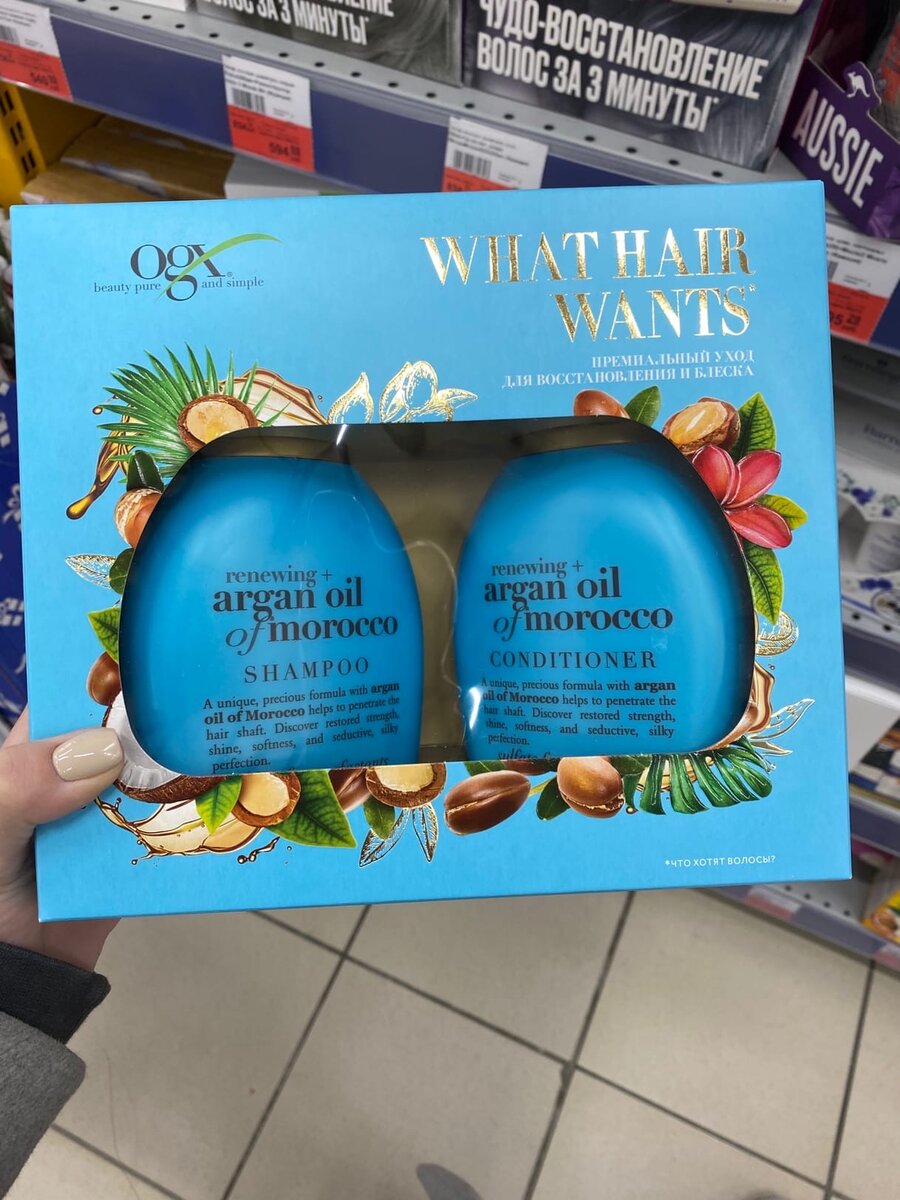 ВОЛОС ЗА 3 МИНУТЫ*
ЧУДО-ВОССТАНОВЛЕНИЕ
ВОЛОС ЗА 3 МИНУТЫ*
AUSSIE
594
ogx®
beauty pure and simple
WHAT HAIR
WANTS*
ПРЕМИАЛЬНЫЙ УХОД
ДЛЯ ВОССТАНОВЛЕНИЯ И БЛЕСКА
renewing +
argan oil
of morocco
SHAMPOO
A unique, precious formula with argan
oil of Morocco helps to penetrate the
hair shaft. Discover restored strength,
shine, softness, and seductive, silky
perfection.
renewing +
argan oil
of morocco
CONDITIONER
A unique, precious formula with argan
oil of Morocco helps to penetrate the
hair shaft. Discover restored strength,
shine, softness, and seductive, silky
perfection.
*ЧТО ХОТЯТ ВОЛОСЫ?